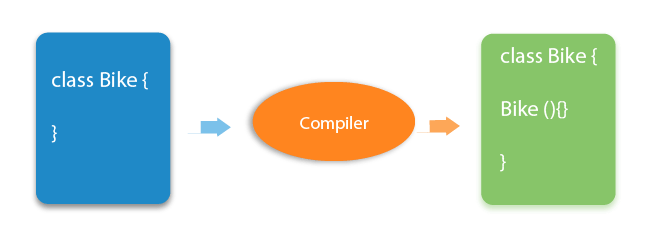 class Bike {
}
Compiler
class Bike {
Bike (){}
}